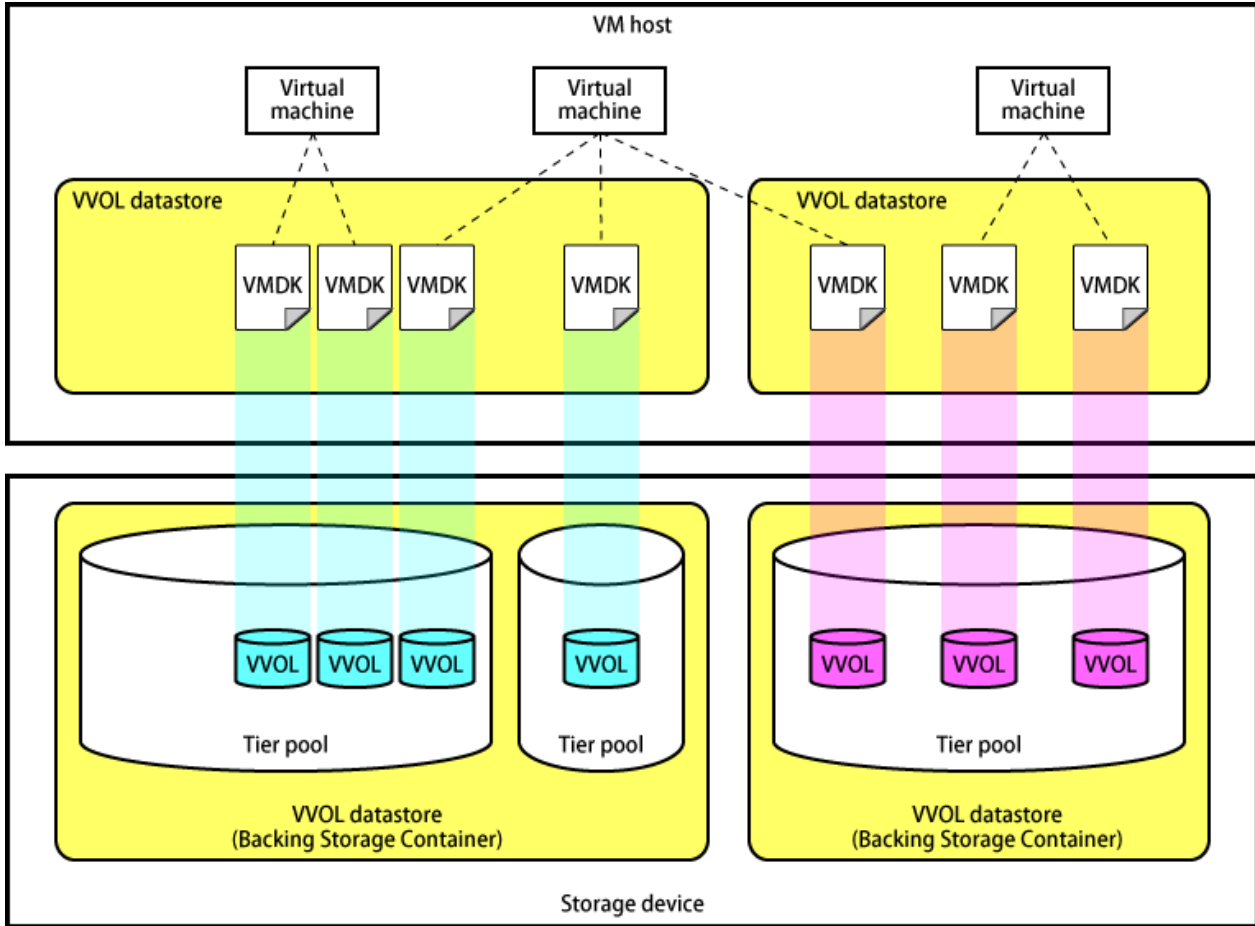 VM host
Virtual
machine
Virtual
machine
Virtual
machine
VVOL datastore
VVOL datastore
VMDK
VMDK
VMDK
VMDK
VMDK
VMDK
VMDK
VVOL
VVOL
VVOL
VVOL
VVOL
VVOL
VVOL
Tier pool
Tier pool
Tier pool
VVOL datastore
(Backing Storage Container)
VVOL datastore
(Backing Storage Container)
Storage device